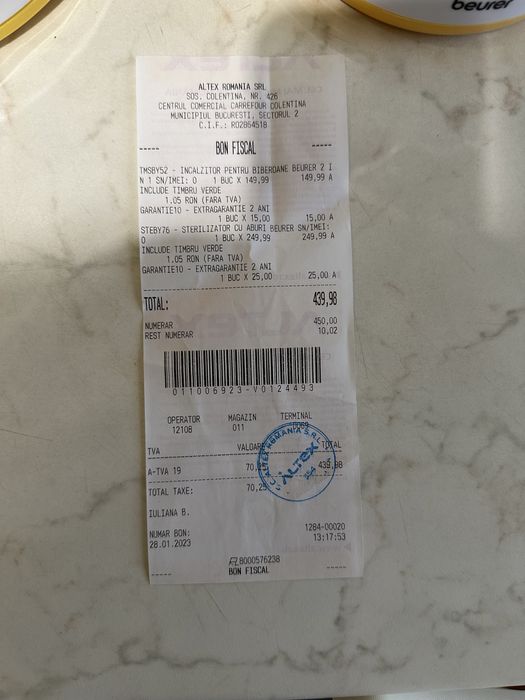 beurer
ALTEX ROMANIA SRL
SOS. COLENTINA, NR. 426
CENTRUL COMERCIAL CARREFOUR COLENTINA
MUNICIPIUL BUCURESTI, SECTORUL 2
C.I.F.: RO2864518
----- BON FISCAL -----
TMSBY52 - INCALZITOR PENTRU BIBEROANE BEURER 2 I
N 1 SN/IMEI: 0 1 BUC X 149,99 149,99 A
INCLUDE TIMBRU VERDE
1.05 RON (FARA TVA)
GARANTIE10 - EXTRAGARANTIE 2 ANI
1 BUC X 15,00 15,00 A
STEBY76 - STERILIZATOR CU ABURI BEURER SN/IMEI:
0 1 BUC X 249,99 249,99 A
INCLUDE TIMBRU VERDE
1.05 RON (FARA TVA)
GARANTIE10 - EXTRAGARANTIE 2 ANI
1 BUC X 25,00 25,00 A
TOTAL: 439,98
NUMERAR 450,00
REST NUMERAR 10,02
011006923-V0124493
OPERATOR MAGAZIN TERMINAL
12108 011
TVA VALOARE TOTAL
A-TVA 19 70,25 439,98
TOTAL TAXE: 70,25
ALTEX ROMANIA S.R.L.
ALTEX
IULIANA B.
NUMAR BON: 1284-00020
28.01.2023 13:17:53
8000576238
----- BON FISCAL -----